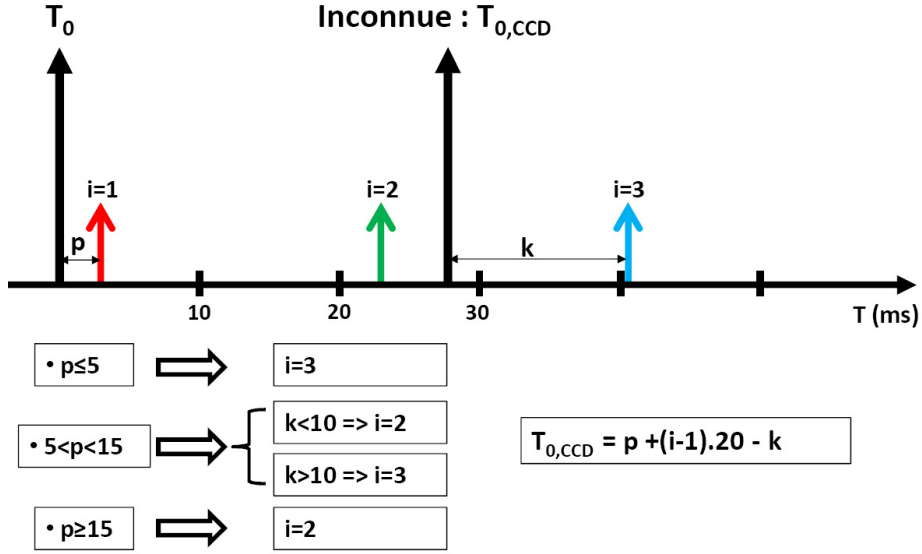 T0
Inconnue : T0,CCD
i=1
i=2
i=3
p
k
10
20
30
T (ms)
• p≤5
i=3
• 5<p<15
k<10 => i=2
k>10 => i=3
T0,CCD = p +(i-1).20 - k
• p≥15
i=2